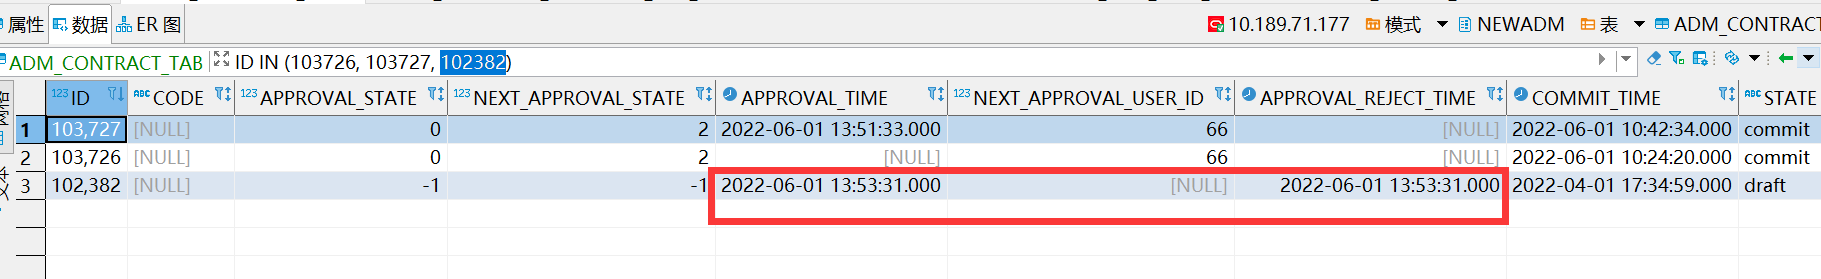 属性 数据 ER 图 10.189.71.177 模式 NEWADM 表 ADM_CONTRACT
ADM_CONTRACT_TAB ID IN (103726, 103727, 102382)
123 ID ABC CODE 123 APPROVAL_STATE 123 NEXT_APPROVAL_STATE APPROVAL_TIME 123 NEXT_APPROVAL_USER_ID APPROVAL_REJECT_TIME COMMIT_TIME ABC STATE
1 103,727 [NULL] 0 2 2022-06-01 13:51:33.000 66 [NULL] 2022-06-01 10:42:34.000 commit
2 103,726 [NULL] 0 2 [NULL] 66 [NULL] 2022-06-01 10:24:20.000 commit
3 102,382 [NULL] -1 -1 2022-06-01 13:53:31.000 [NULL] 2022-06-01 13:53:31.000 2022-04-01 17:34:59.000 draft